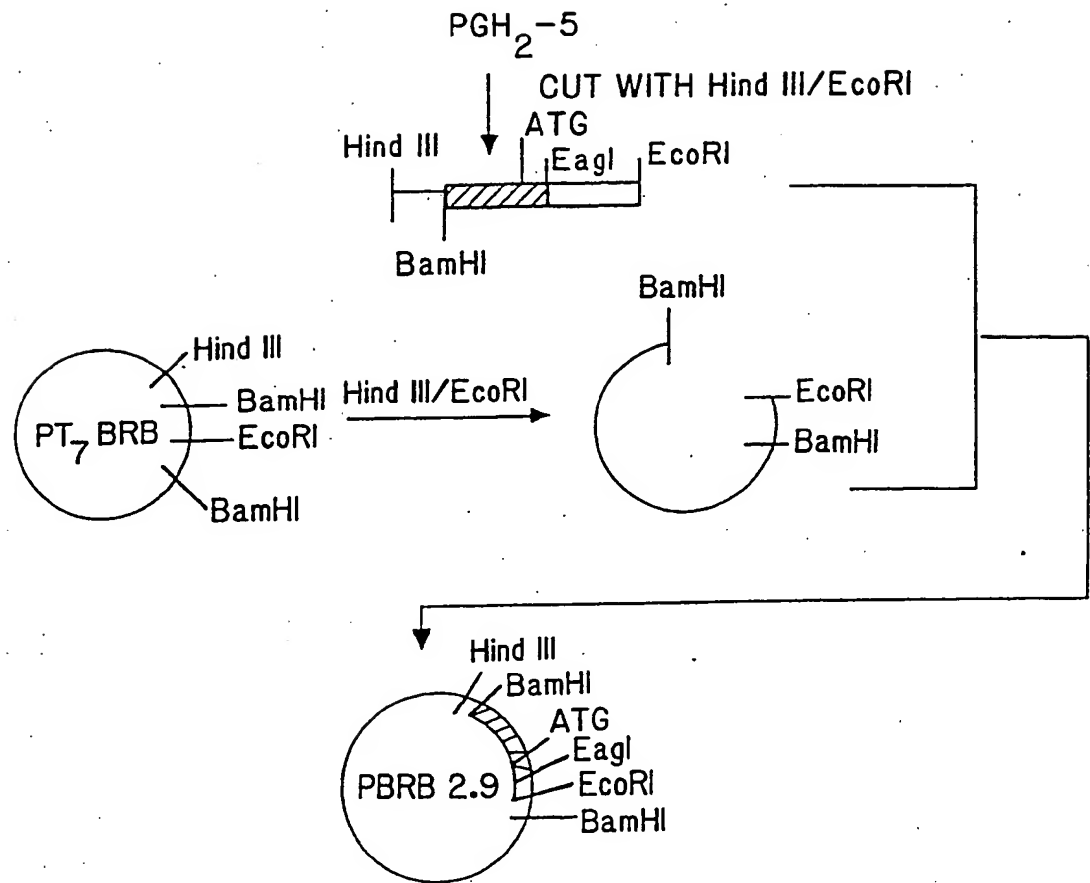 PGH2-5
CUT WITH Hind III/EcoRI
ATG
Hind III
EagI
EcoRI
BamHI
BamHI
Hind III
BamHI
EcoRI
BamHI
PT7 BRB
Hind III/EcoRI
EcoRI
BamHI
Hind III
BamHI
ATG
EagI
EcoRI
BamHI
PBRB 2.9